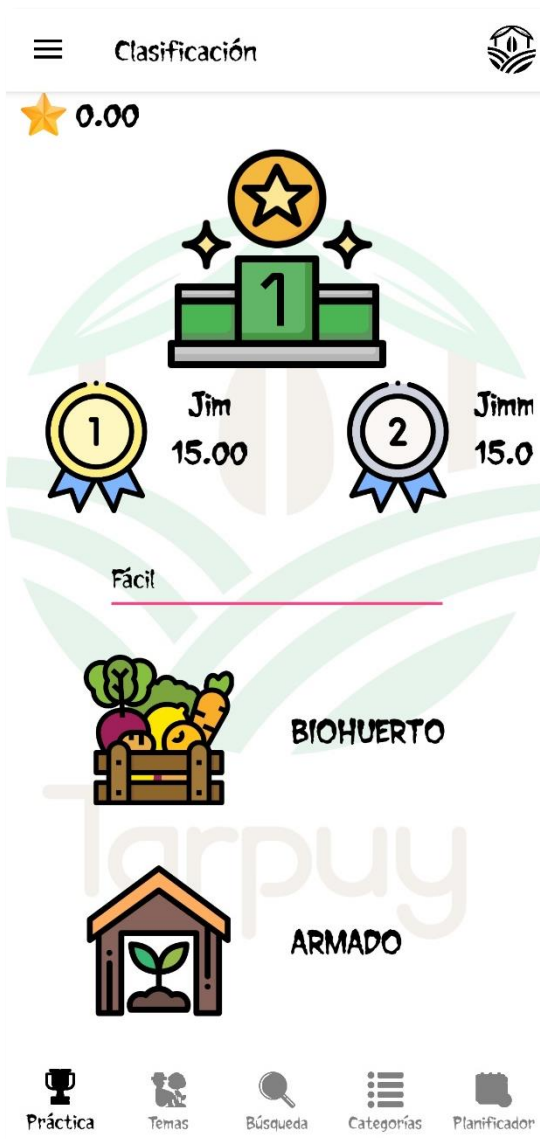 Clasificación
0.00
1
1 Jim 2 Jimm
15.00 15.0
Fácil
BIOHUERTO
Tarpuy
ARMADO
Práctica Temas Búsqueda Categorías Planificador